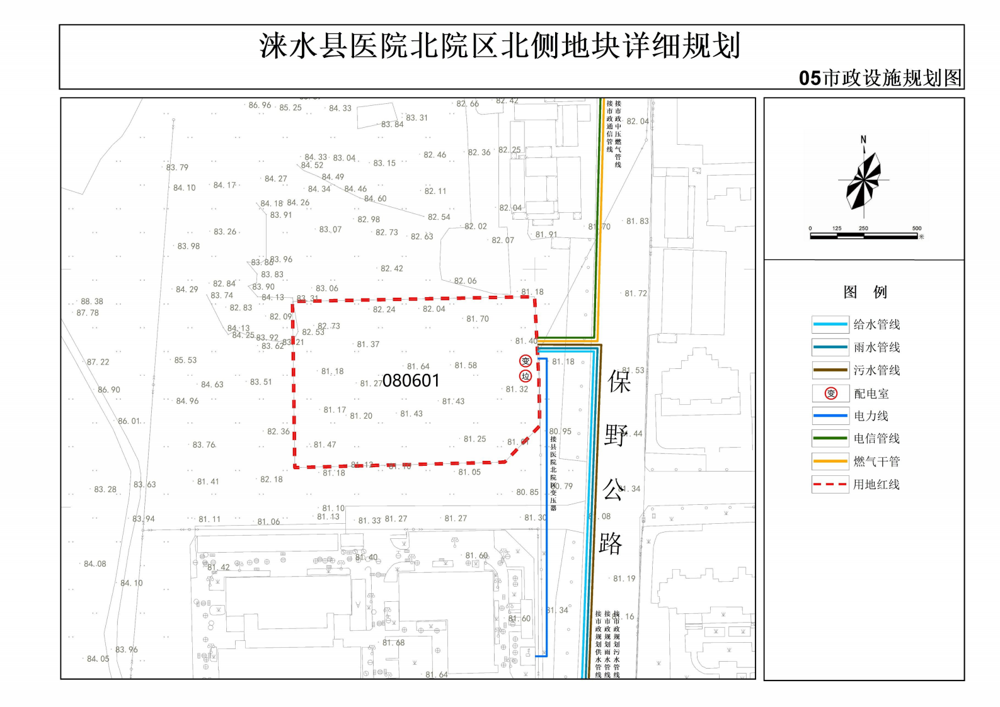 涞水县医院北院区北侧地块详细规划
05市政设施规划图
86.96 85.25 84.33 83.31 83.84 82.66 82.42
接市政通信管线
接市政中压燃气管线
82.04
84.33 83.04 82.46 82.36 82.25
83.79 84.52 83.15
84.10 84.17 84.27 84.49 84.34 84.46 82.11
84.18 84.26 84.60 82.04
83.91 82.98 82.54 82.02 81.70 81.83
83.26 83.07 82.73 82.63 82.07 81.91
83.98
83.86 83.96 82.42
83.83 82.06
84.29 82.84 83.90 83.06 81.18 81.72
83.74 84.13 83.31
88.38 82.83 82.24 82.04
87.78 82.09 81.70
84.13 82.73
84.25 83.92 82.53 81.40
83.62 83.21 81.37
87.22 85.53 81.64 81.58 变 81.18 81.53
81.18 垃
86.90 84.63 83.51 81.27 080601 81.32
84.96 81.43
81.17 81.20 81.43
86.01 82.36 80.95 81.44
83.76 81.47 81.25
保野公路
接县医院北院区变压器
81.18 81.05
83.28 83.63 81.41 82.18 80.85 80.79 81.34
81.10
83.94 81.11 81.06 81.13 81.33 81.27 81.27 81.30
81.40 81.60
84.08 81.42
84.10 81.19
81.34 81.60
83.96 81.68
84.05 81.64
接市政规划供水管线
接市政规划雨水管线
接市政规划污水管线
N
0 125 250 500
米
图 例
给水管线
雨水管线
污水管线
变 配电室
电力线
电信管线
燃气干管
用地红线